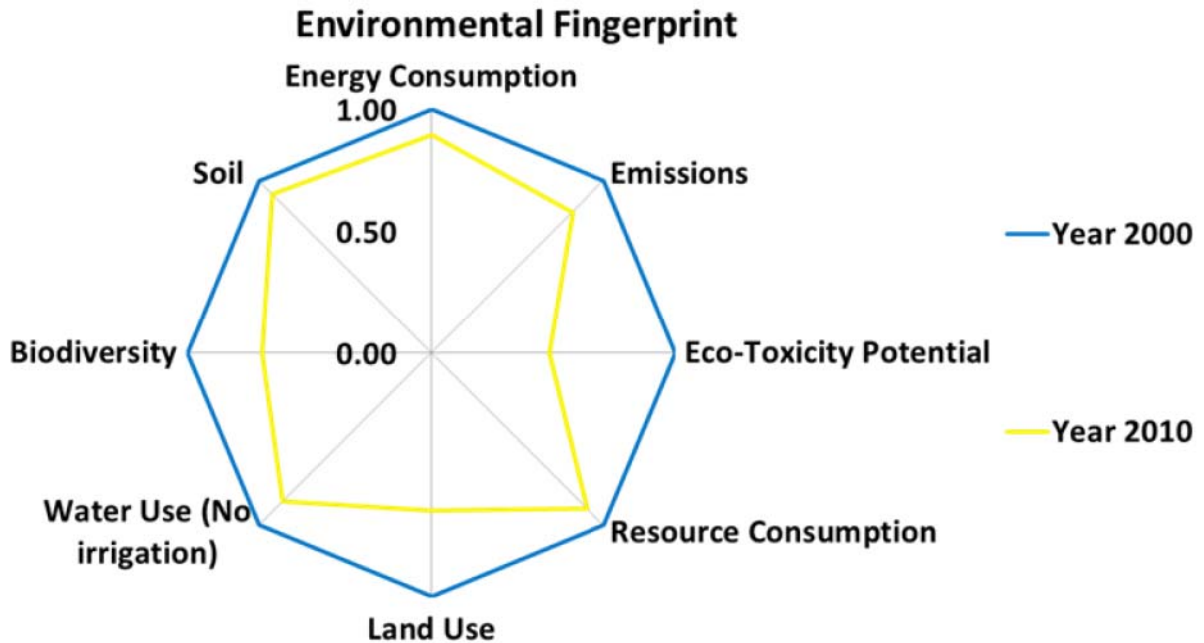 Environmental Fingerprint
Energy Consumption
1.00
Soil
Emissions
0.50
Year 2000
Biodiversity
0.00
Eco-Toxicity Potential
Year 2010
Water Use (No
irrigation)
Resource Consumption
Land Use